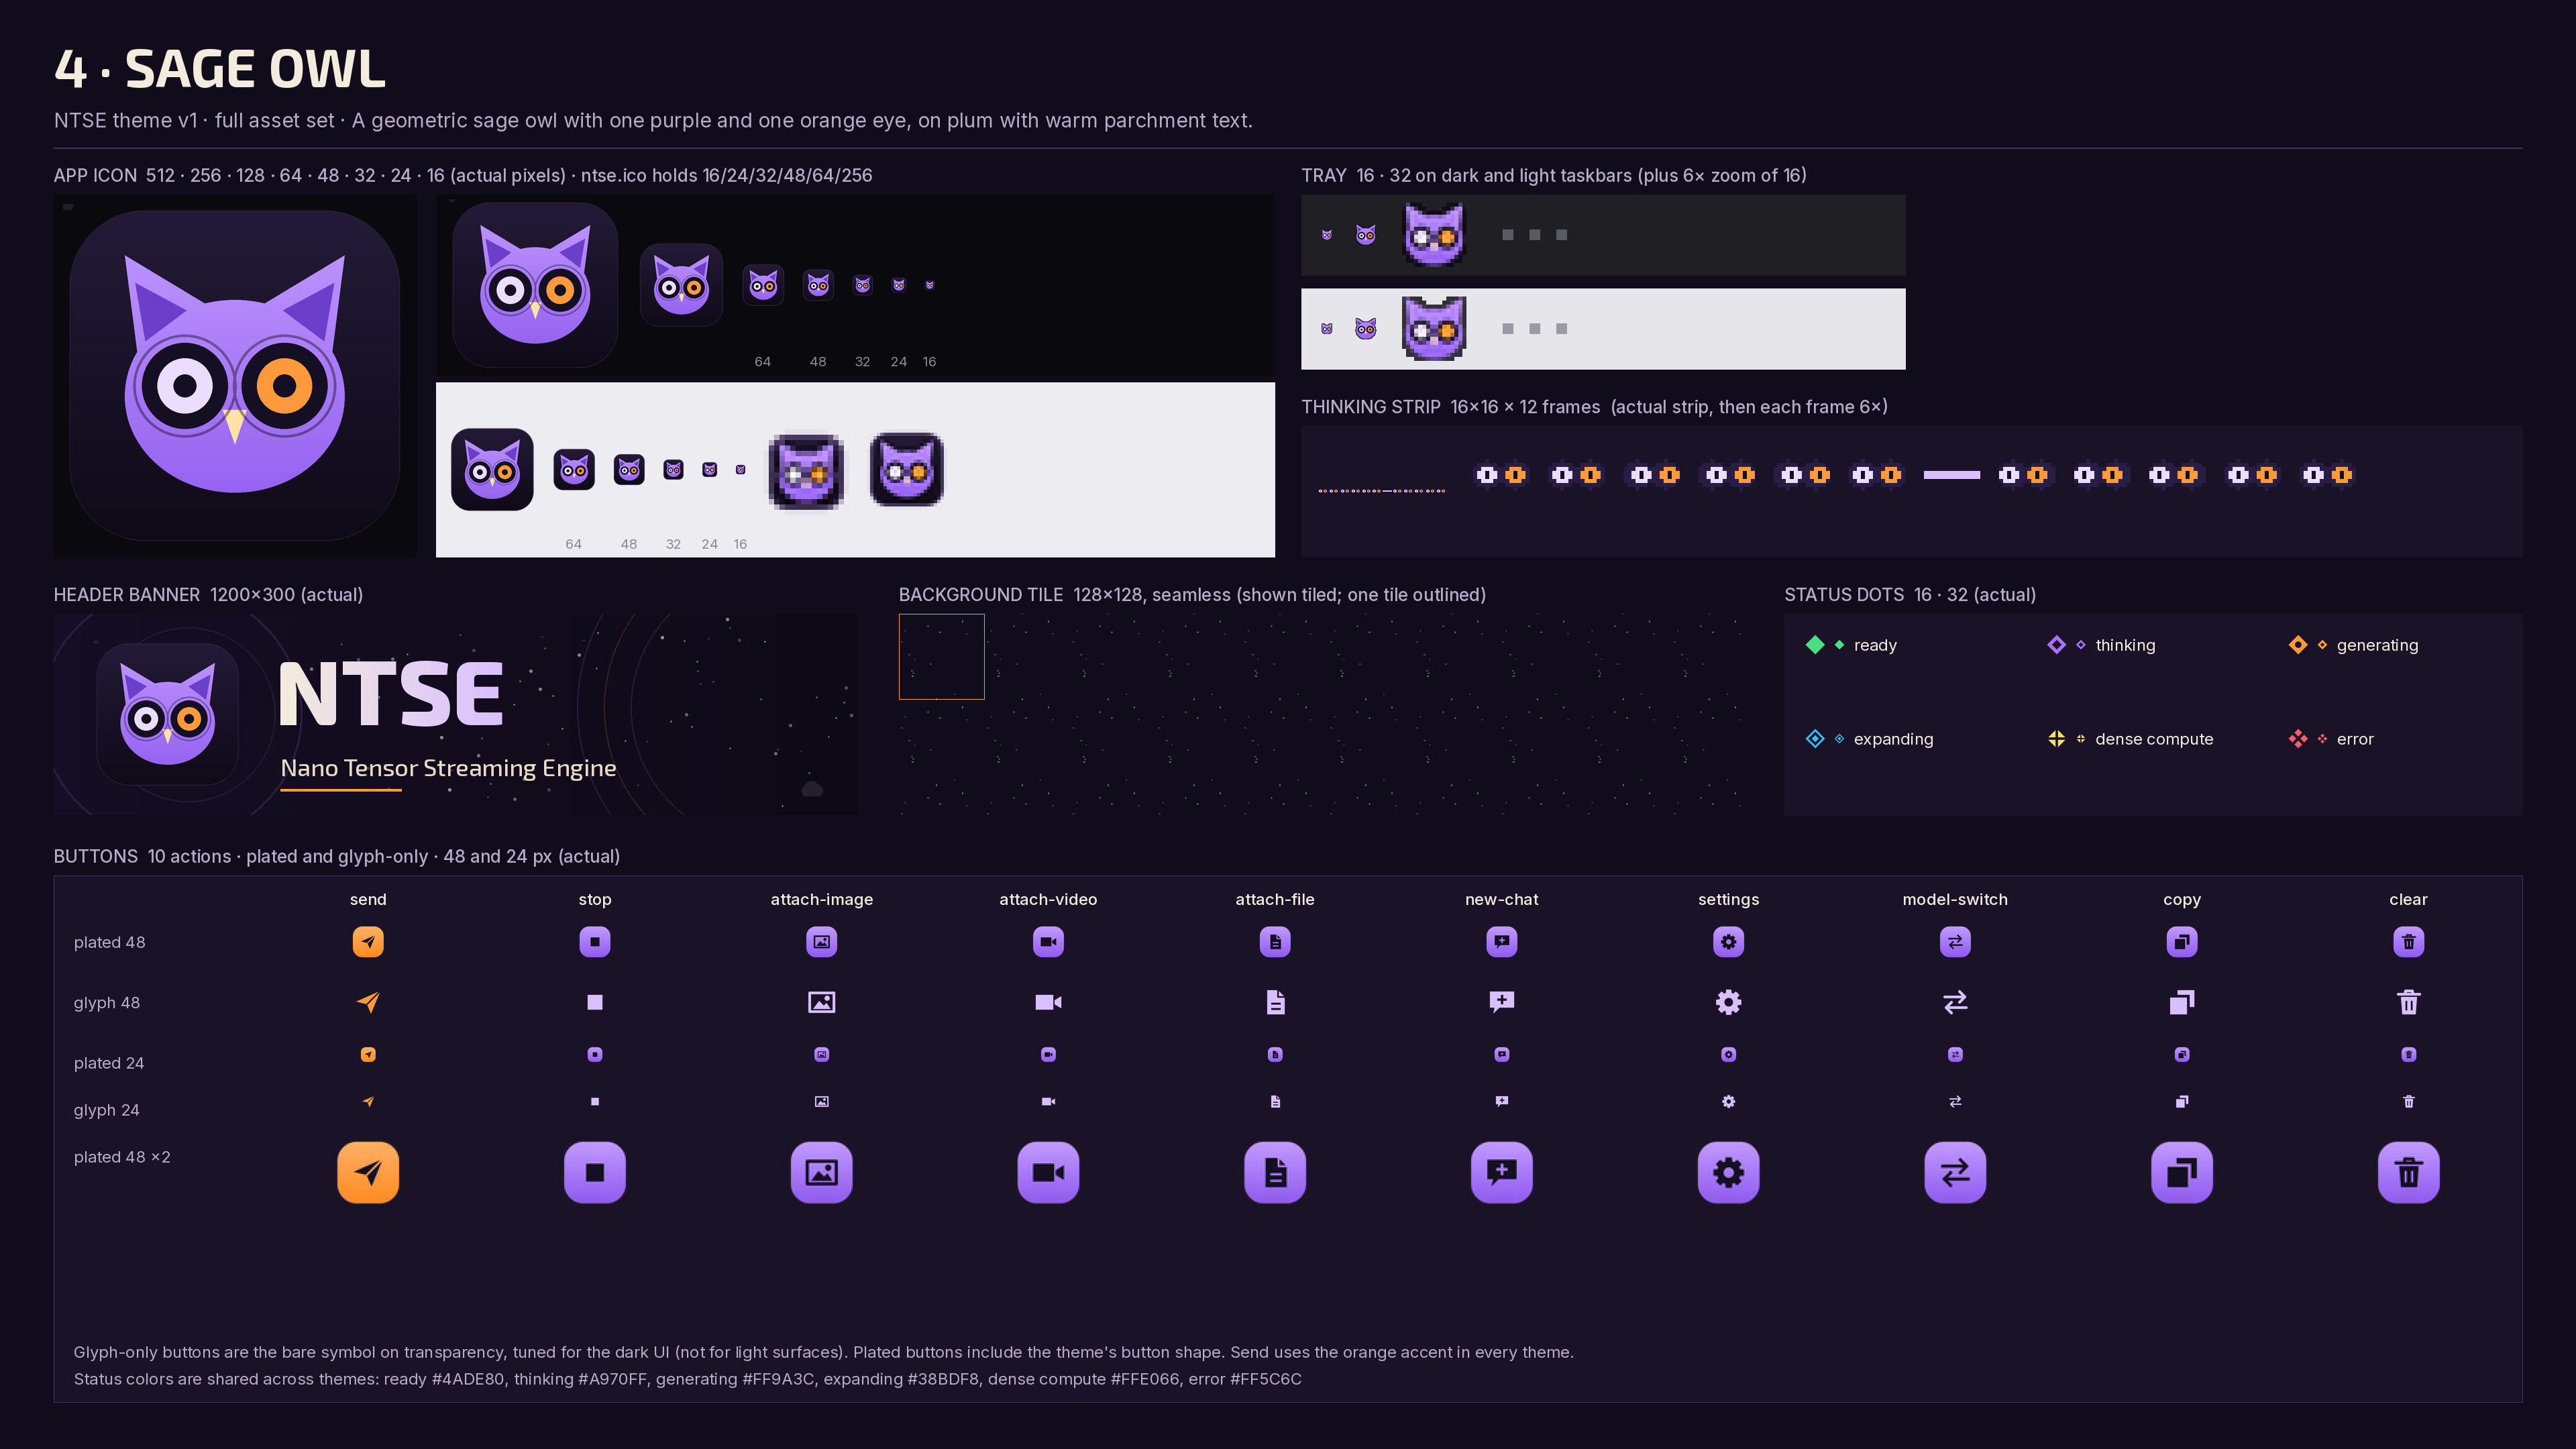 4 · SAGE OWL
NTSE theme v1 · full asset set · A geometric sage owl with one purple and one orange eye, on plum with warm parchment text.
APP ICON 512 · 256 · 128 · 64 · 48 · 32 · 24 · 16 (actual pixels) · ntse.ico holds 16/24/32/48/64/256
64 48 32 24 16
64 48 32 24 16
TRAY 16 · 32 on dark and light taskbars (plus 6× zoom of 16)
THINKING STRIP 16×16 × 12 frames (actual strip, then each frame 6×)
HEADER BANNER 1200×300 (actual)
NTSE
Nano Tensor Streaming Engine
BACKGROUND TILE 128×128, seamless (shown tiled; one tile outlined)
STATUS DOTS 16 · 32 (actual)
ready thinking generating
expanding dense compute error
BUTTONS 10 actions · plated and glyph-only · 48 and 24 px (actual)
send stop attach-image attach-video attach-file new-chat settings model-switch copy clear
plated 48
glyph 48
plated 24
glyph 24
plated 48 ×2
Glyph-only buttons are the bare symbol on transparency, tuned for the dark UI (not for light surfaces). Plated buttons include the theme's button shape. Send uses the orange accent in every theme.
Status colors are shared across themes: ready #4ADE80, thinking #A970FF, generating #FF9A3C, expanding #38BDF8, dense compute #FFE066, error #FF5C6C